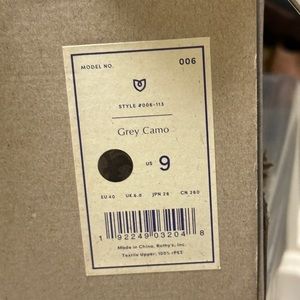 MODEL NO. 006
STYLE #006-113
Grey Camo
US 9
EU 40 UK 6.5 JPN 26 CN 260
1 92249 03204 8
Made in China. Rothy's, Inc.
Textile Upper: 100% rPET